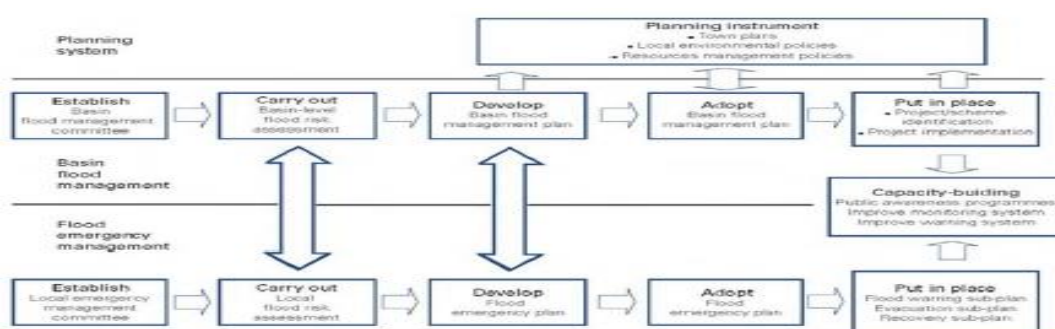 Planning instrument
• Town plans
• Local environmental policies
• Resources management policies
Planning
system
Establish
Basin
flood management
committee
Carry out
Basin-level
flood risk
assessment
Develop
Basin flood
management plan
Adopt
Basin flood
management plan
Put in place
• Project/scheme
identification
• Project implementation
Basin
flood
management
Capacity-buiding
Public awareness programmes
Improve monitoring system
Improve warning system
Flood
emergency
management
Establish
Local emergency
management
committee
Carry out
Local
flood risk
assessment
Develop
Flood
emergency plan
Adopt
Flood
emergency plan
Put in place
Flood warning sub-plan
Evacuation sub-plan
Recovery sub-plan